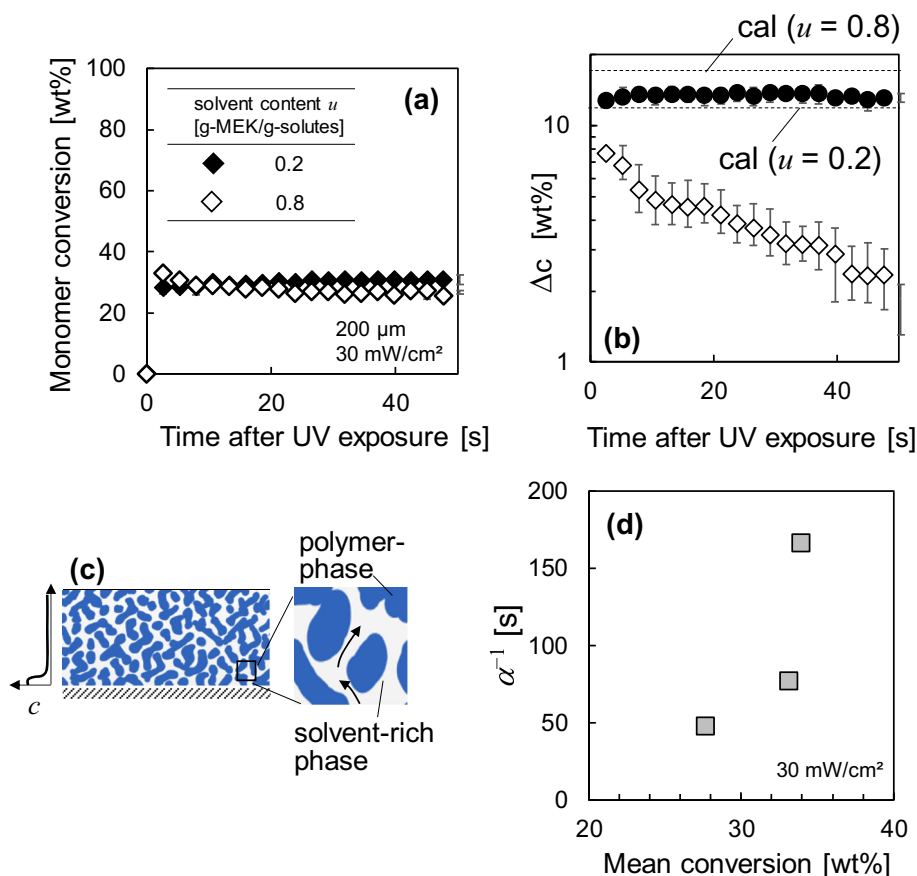 (a)
Monomer conversion [wt%]
100
80
60
40
20
0
solvent content u
[g-MEK/g-solutes]
0.2
0.8
200 μm
30 mW/cm²
0
20
40
Time after UV exposure [s]
cal (u = 0.8)
Δc [wt%]
10
1
cal (u = 0.2)
(b)
0
20
40
Time after UV exposure [s]
(c)
polymer-
phase
c
solvent-rich
phase
(d)
α⁻¹ [s]
200
150
100
50
0
30 mW/cm²
20
30
40
Mean conversion [wt%]